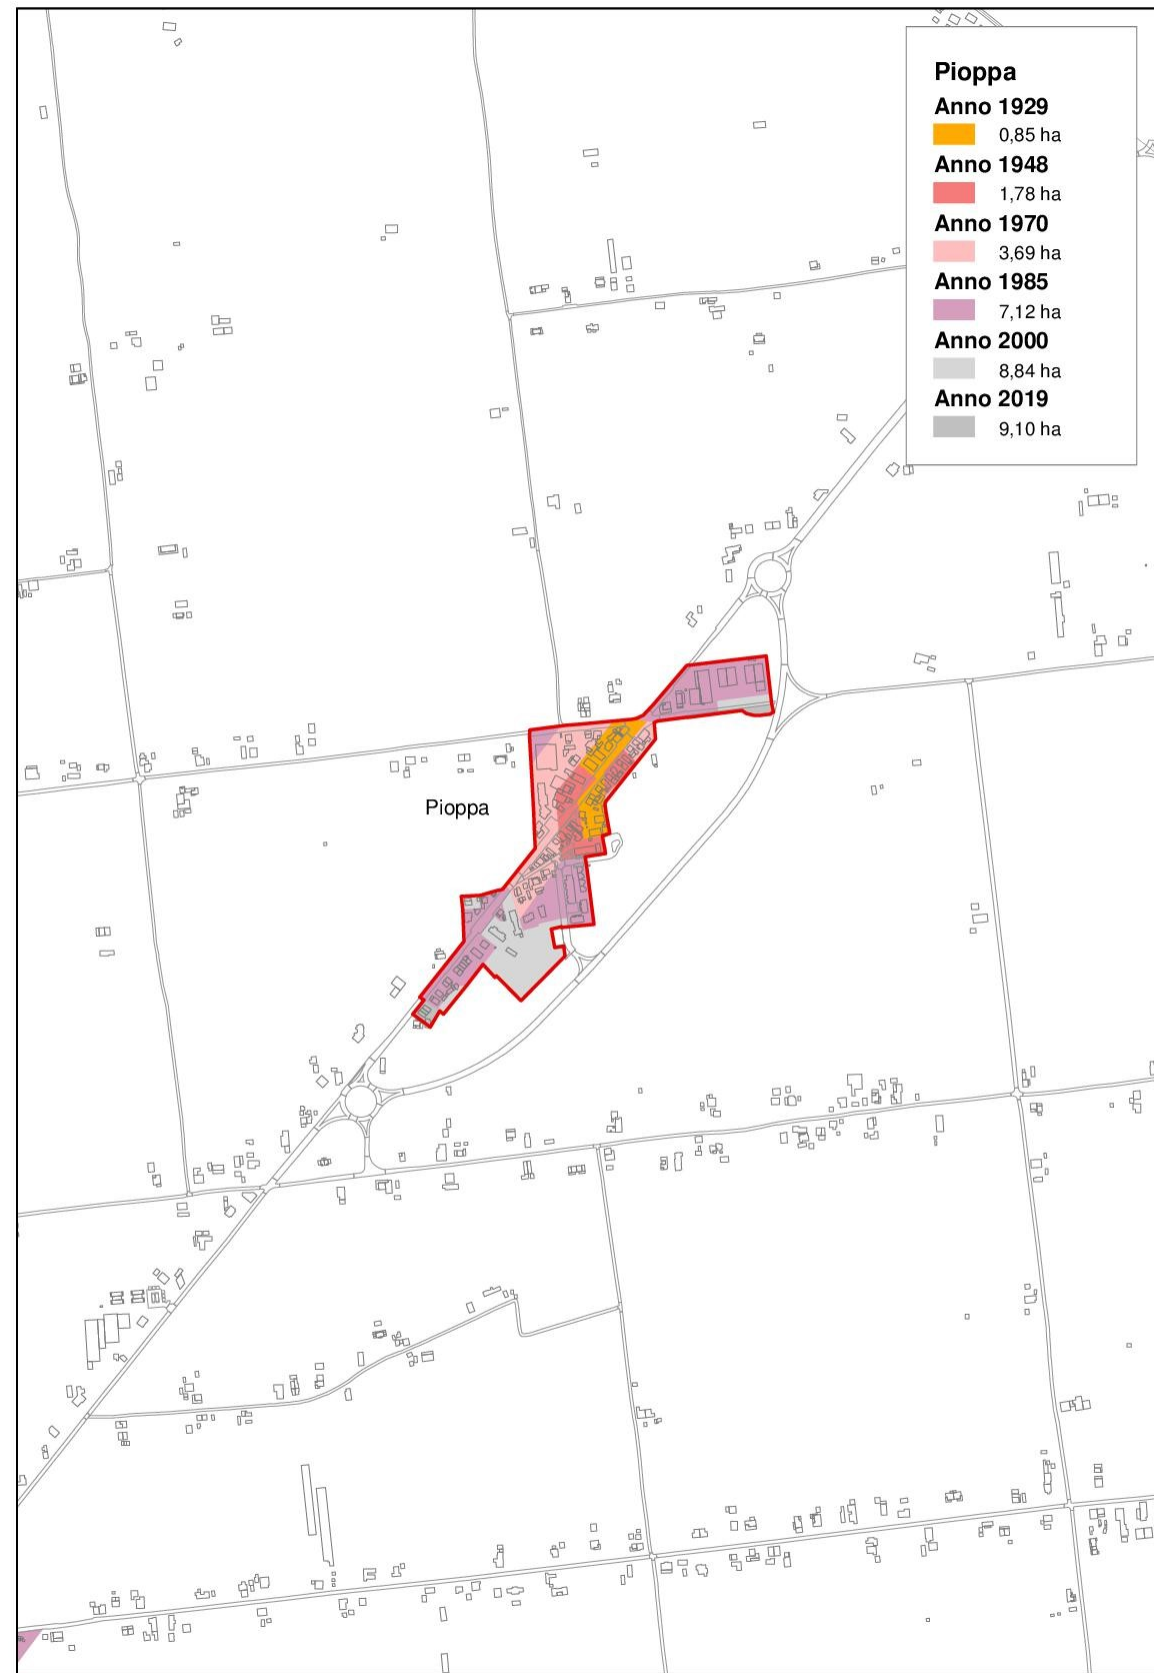 Pioppa
Anno 1929
0,85 ha
Anno 1948
1,78 ha
Anno 1970
3,69 ha
Anno 1985
7,12 ha
Anno 2000
8,84 ha
Anno 2019
9,10 ha
Pioppa